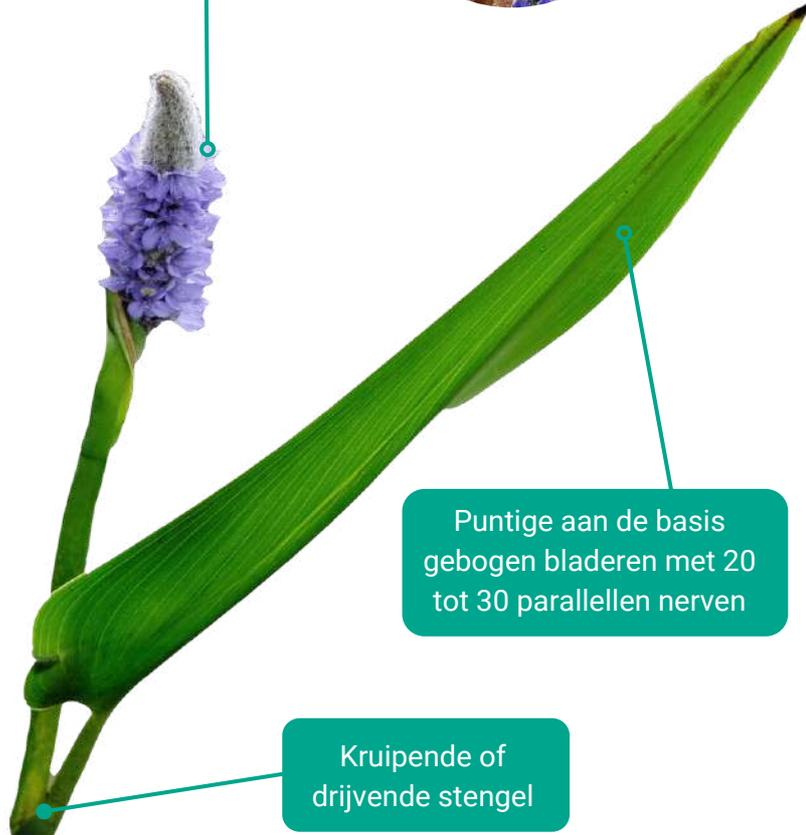 Puntige aan de basis
gebogen bladeren met 20
tot 30 parallellen nerven
Kruipende of
drijvende stengel